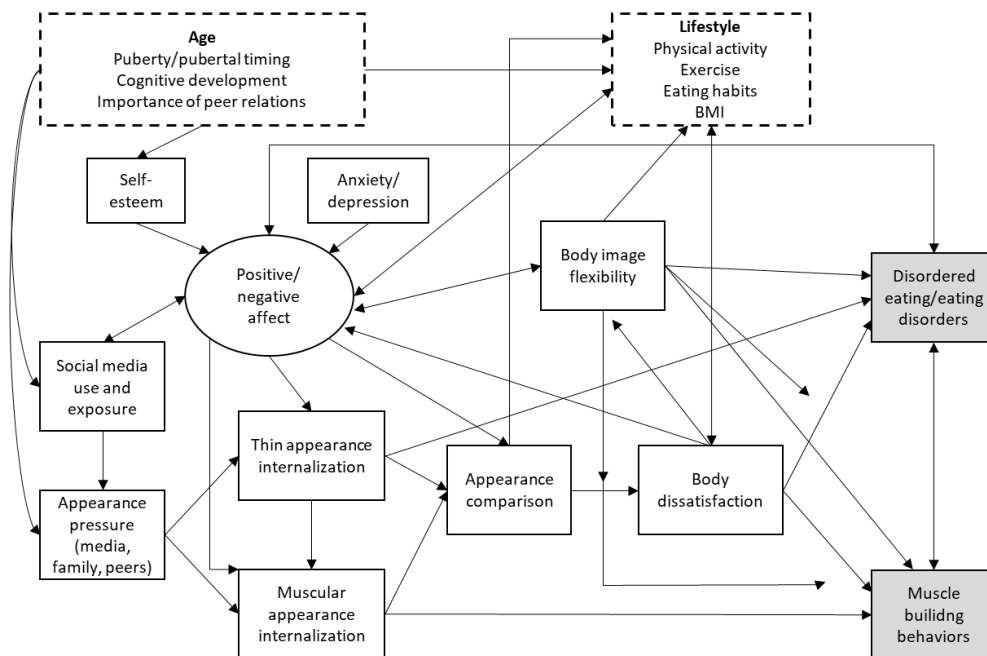 Age
Puberty/pubertal timing
Cognitive development
Importance of peer relations
Lifestyle
Physical activity
Exercise
Eating habits
BMI
Self-
esteem
Anxiety/
depression
Positive/
negative
affect
Body image
flexibility
Disordered
eating/eating
disorders
Social media
use and
exposure
Thin appearance
internalization
Appearance
comparison
Body
dissatisfaction
Appearance
pressure
(media,
family, peers)
Muscular
appearance
internalization
Muscle
builidng
behaviors